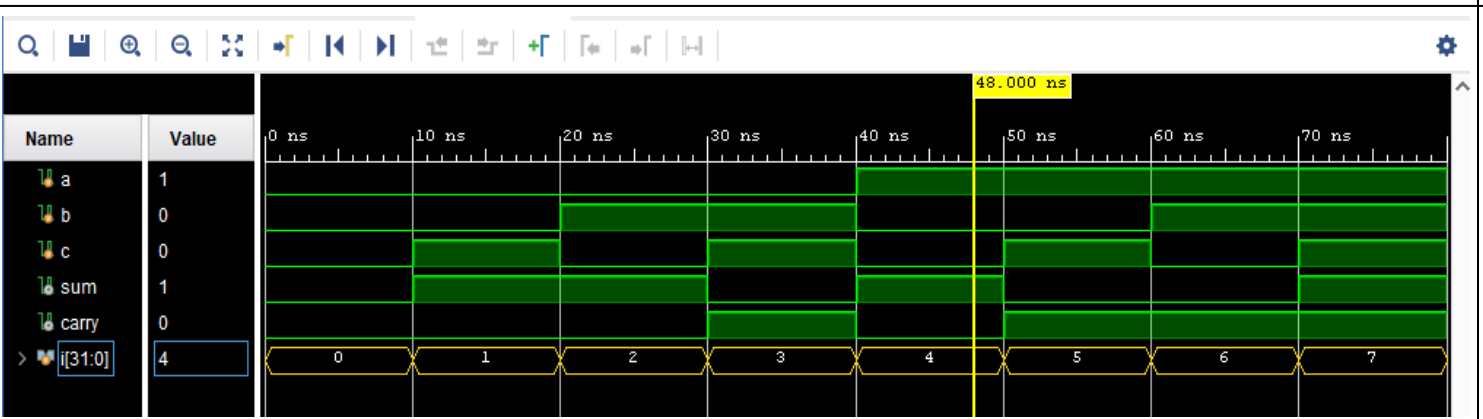 48.000 ns
Name Value 0 ns 10 ns 20 ns 30 ns 40 ns 50 ns 60 ns 70 ns
a 1
b 0
c 0
sum 1
carry 0
i[31:0] 4 0 1 2 3 4 5 6 7